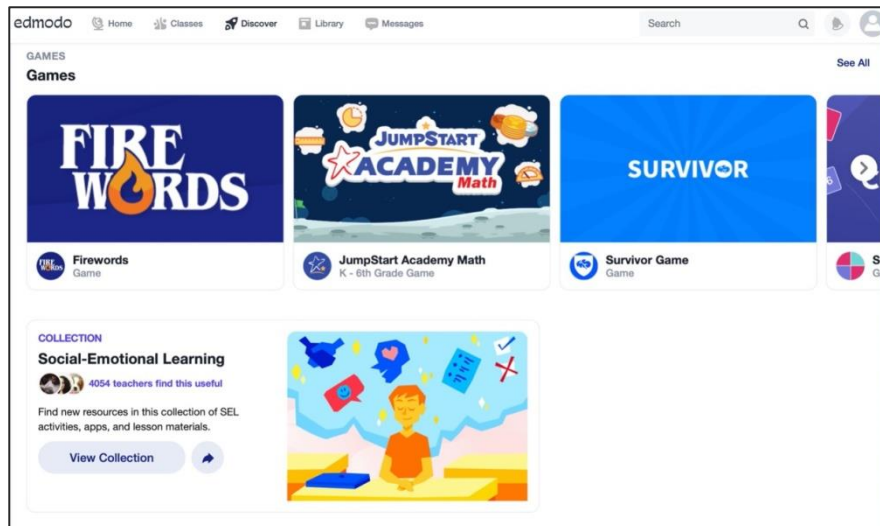 edmodo Home Classes Discover Library Messages Search
GAMES
Games
See All
FIRE
WORDS
JUMPSTART
ACADEMY
Math
SURVIVOR
FIRE
WORDS
Firewords
Game
JumpStart Academy Math
K - 6th Grade Game
Survivor Game
Game
COLLECTION
Social-Emotional Learning
4054 teachers find this useful
Find new resources in this collection of SEL
activities, apps, and lesson materials.
View Collection